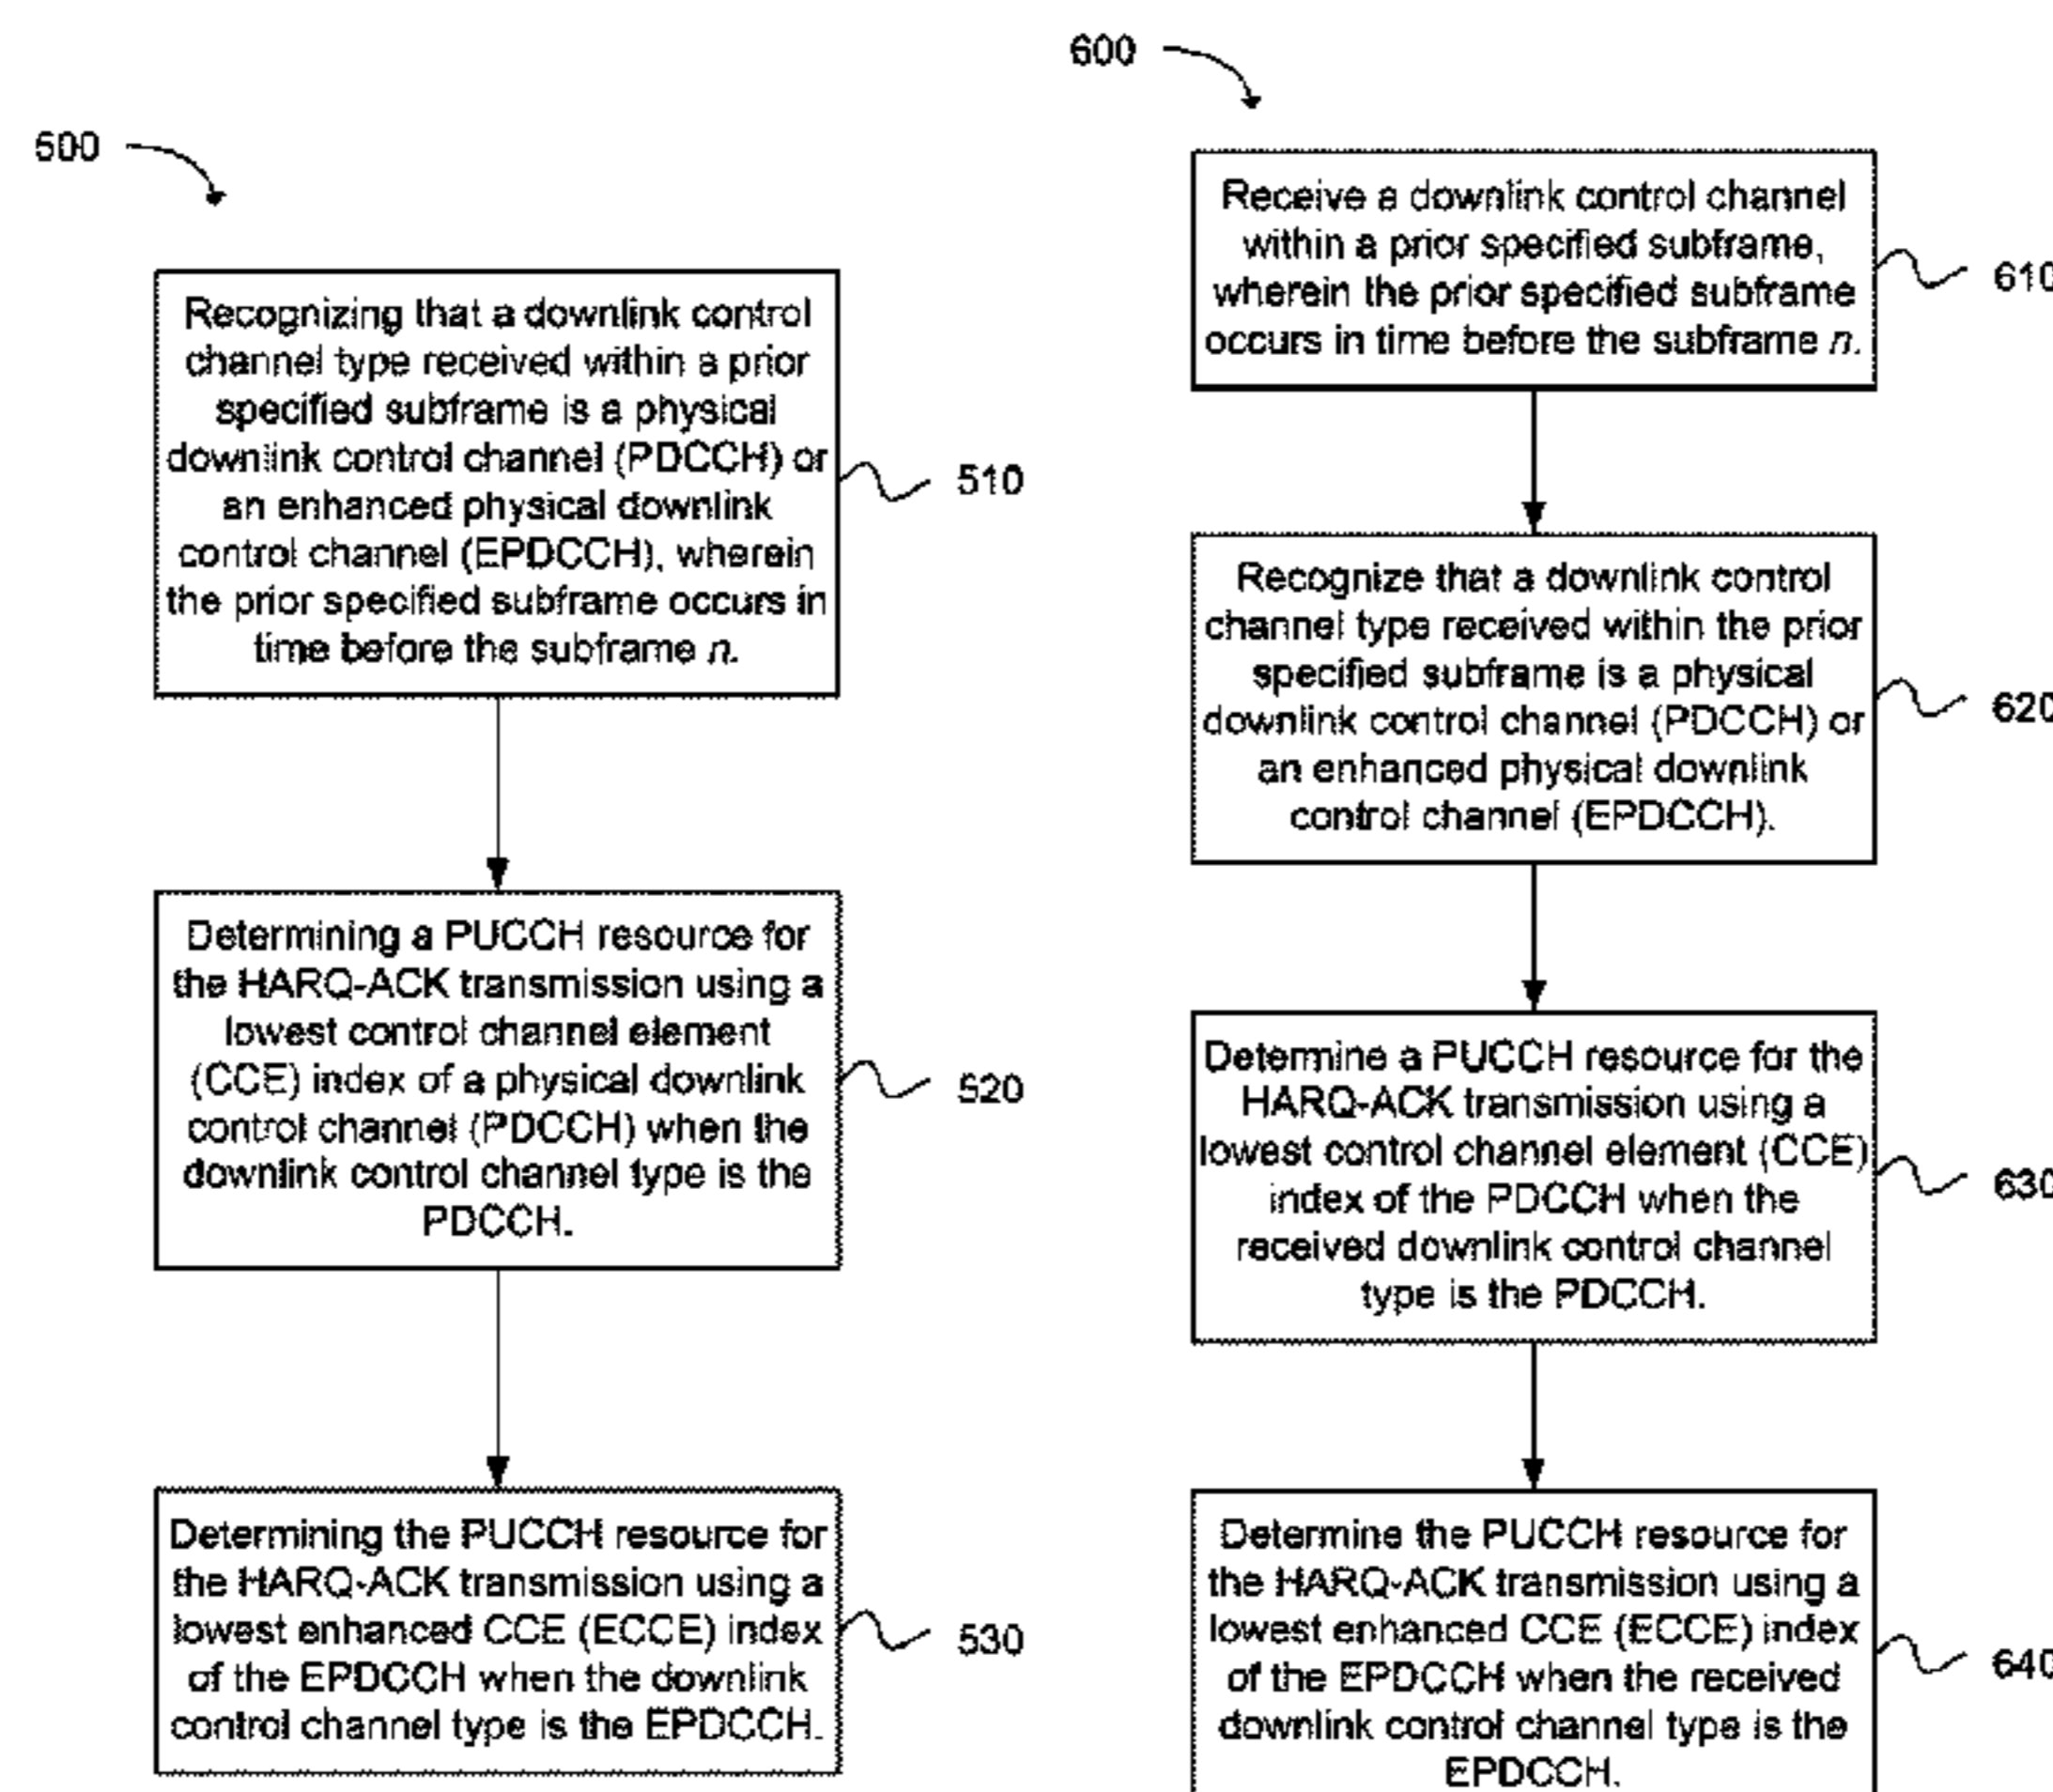 500
Recognizing that a downlink control
channel type received within a prior
specified subframe is a physical
downlink control channel (PDCCH) or
an enhanced physical downlink
control channel (EPDCCH), wherein
the prior specified subframe occurs in
time before the subframe n.
510
Determining a PUCCH resource for
the HARQ-ACK transmission using a
lowest control channel element
(CCE) index of a physical downlink
control channel (PDCCH) when the
downlink control channel type is the
PDCCH.
520
Determining the PUCCH resource for
the HARQ-ACK transmission using a
lowest enhanced CCE (ECCE) index
of the EPDCCH when the downlink
control channel type is the EPDCCH.
530
600
Receive a downlink control channel
within a prior specified subframe,
wherein the prior specified subframe
occurs in time before the subframe n.
610
Recognize that a downlink control
channel type received within the prior
specified subframe is a physical
downlink control channel (PDCCH) or
an enhanced physical downlink
control channel (EPDCCH).
620
Determine a PUCCH resource for the
HARQ-ACK transmission using a
lowest control channel element (CCE)
index of the PDCCH when the
received downlink control channel
type is the PDCCH.
630
Determine the PUCCH resource for
the HARQ-ACK transmission using a
lowest enhanced CCE (ECCE) index
of the EPDCCH when the received
downlink control channel type is the
EPDCCH.
640